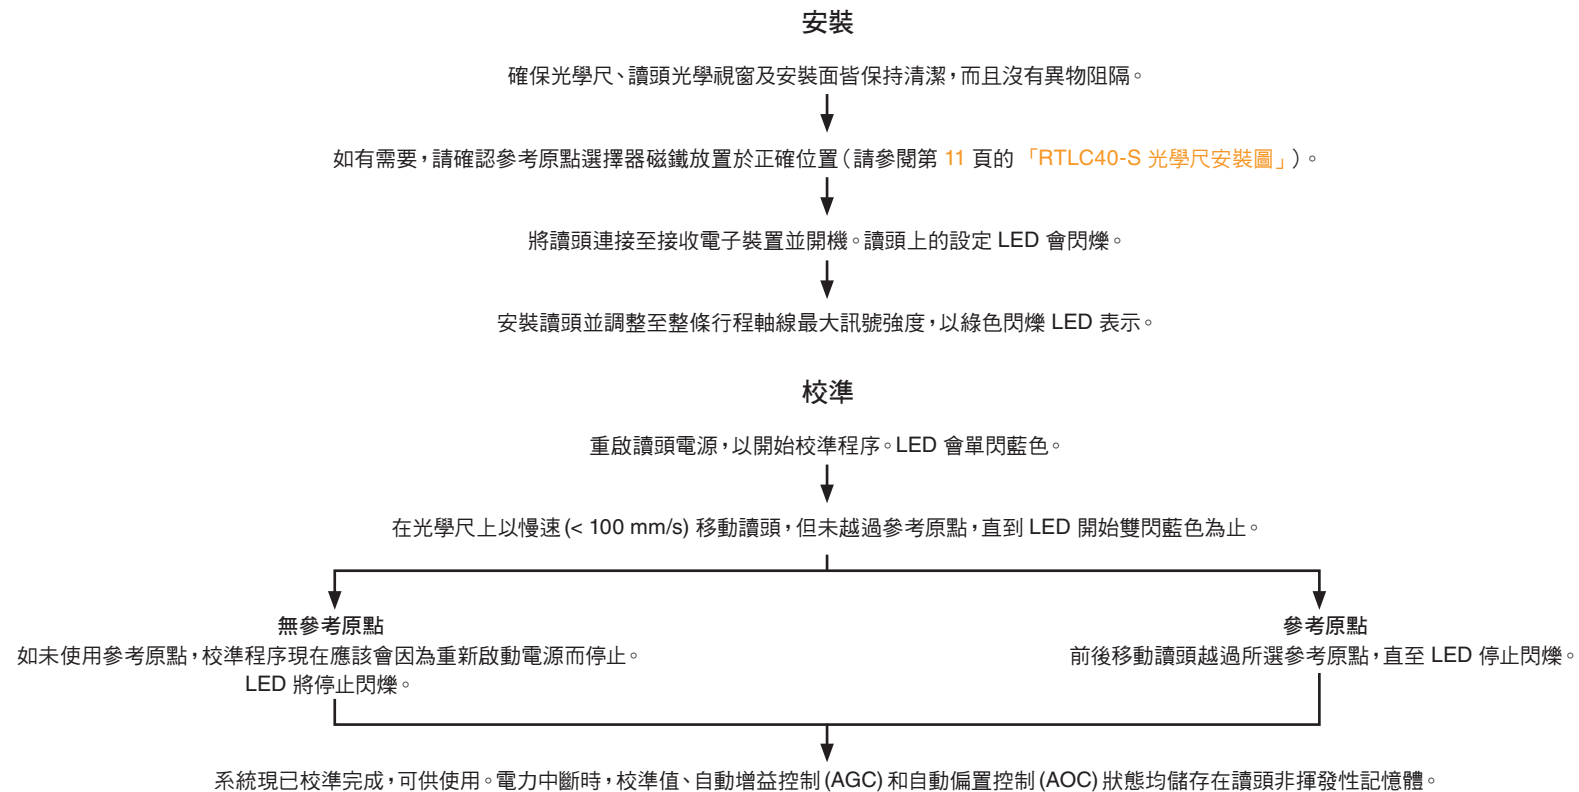 安裝
確保光學尺、讀頭光學視窗及安裝面皆保持清潔，而且沒有異物阻隔。
如有需要，請確認參考原點選擇器磁鐵放置於正確位置（請參閱第 11 頁的 「RTLC40-S 光學尺安裝圖」）。
將讀頭連接至接收電子裝置並開機。讀頭上的設定 LED 會閃爍。
安裝讀頭並調整至整條行程軸線最大訊號強度，以綠色閃爍 LED 表示。
校準
重啟讀頭電源，以開始校準程序。LED 會單閃藍色。
在光學尺上以慢速 (< 100 mm/s) 移動讀頭，但未越過參考原點，直到 LED 開始雙閃藍色為止。
無參考原點
如未使用參考原點，校準程序現在應該會因為重新啟動電源而停止。
LED 將停止閃爍。
參考原點
前後移動讀頭越過所選參考原點，直至 LED 停止閃爍。
系統現已校準完成，可供使用。電力中斷時，校準值、自動增益控制 (AGC) 和自動偏置控制 (AOC) 狀態均儲存在讀頭非揮發性記憶體。